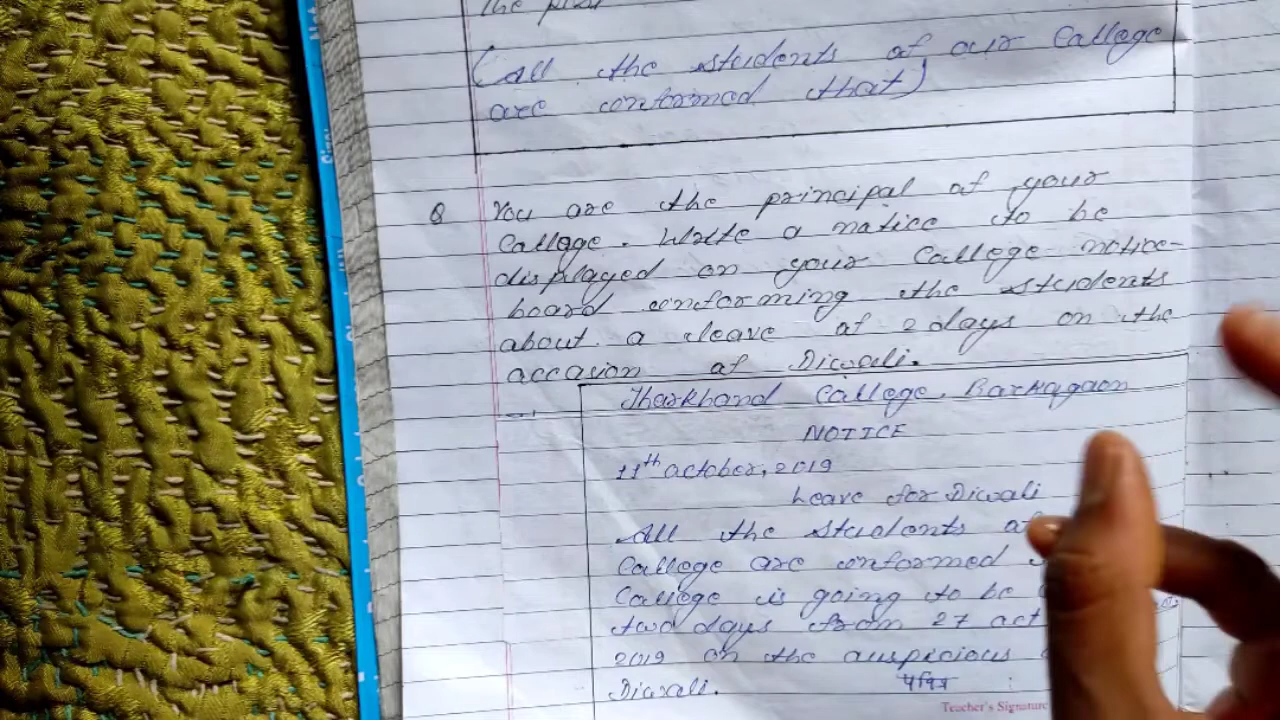 the
(All the students of our College
are informed that)
Q You are the principal of your
College. Write a notice to be
displayed on your College notice-
board informing the students
about a leave of 2 days on the
occasion of Diwali.
Jharkhand College, Barkagaon
NOTICE
11th october, 2019
Leave for Diwali
All the students of
College are informed
College is going to be
two days from 27 oct
2019 on the auspicious
Diwali. पवित्र
Teacher's Signature